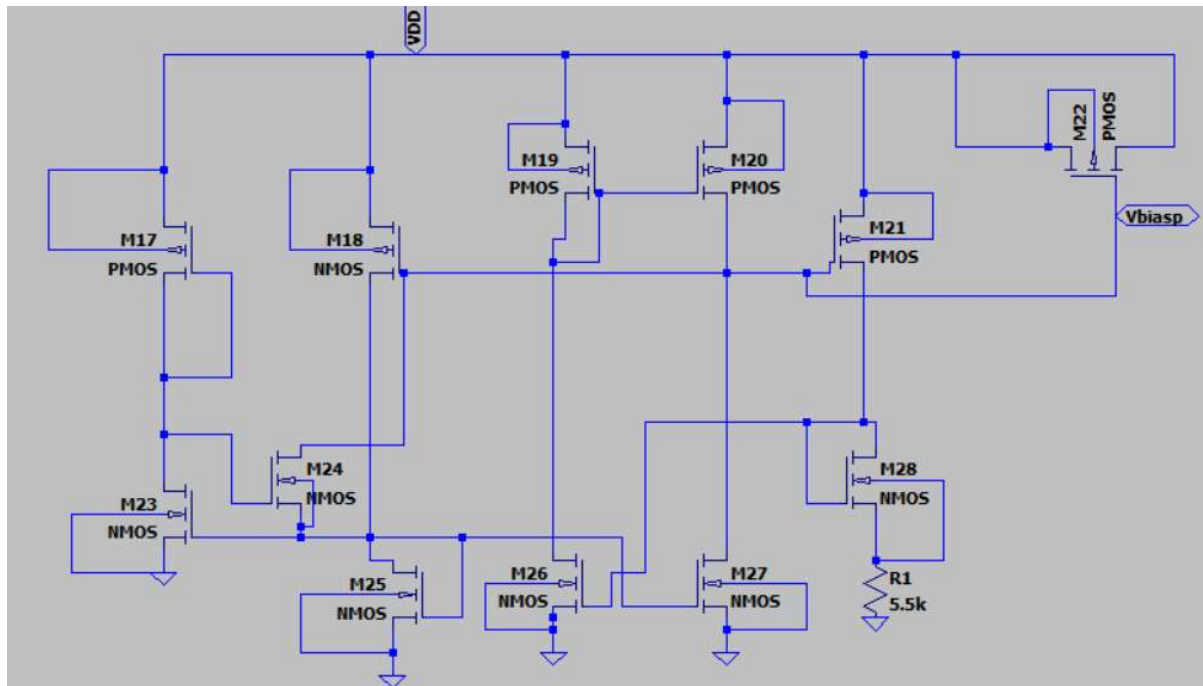 VDD
M22
PMOS
M19
PMOS
M20
PMOS
Vbiasp
M17
PMOS
M18
NMOS
M21
PMOS
M24
NMOS
M28
NMOS
M23
NMOS
M25
NMOS
M26
NMOS
M27
NMOS
R1
5.5k